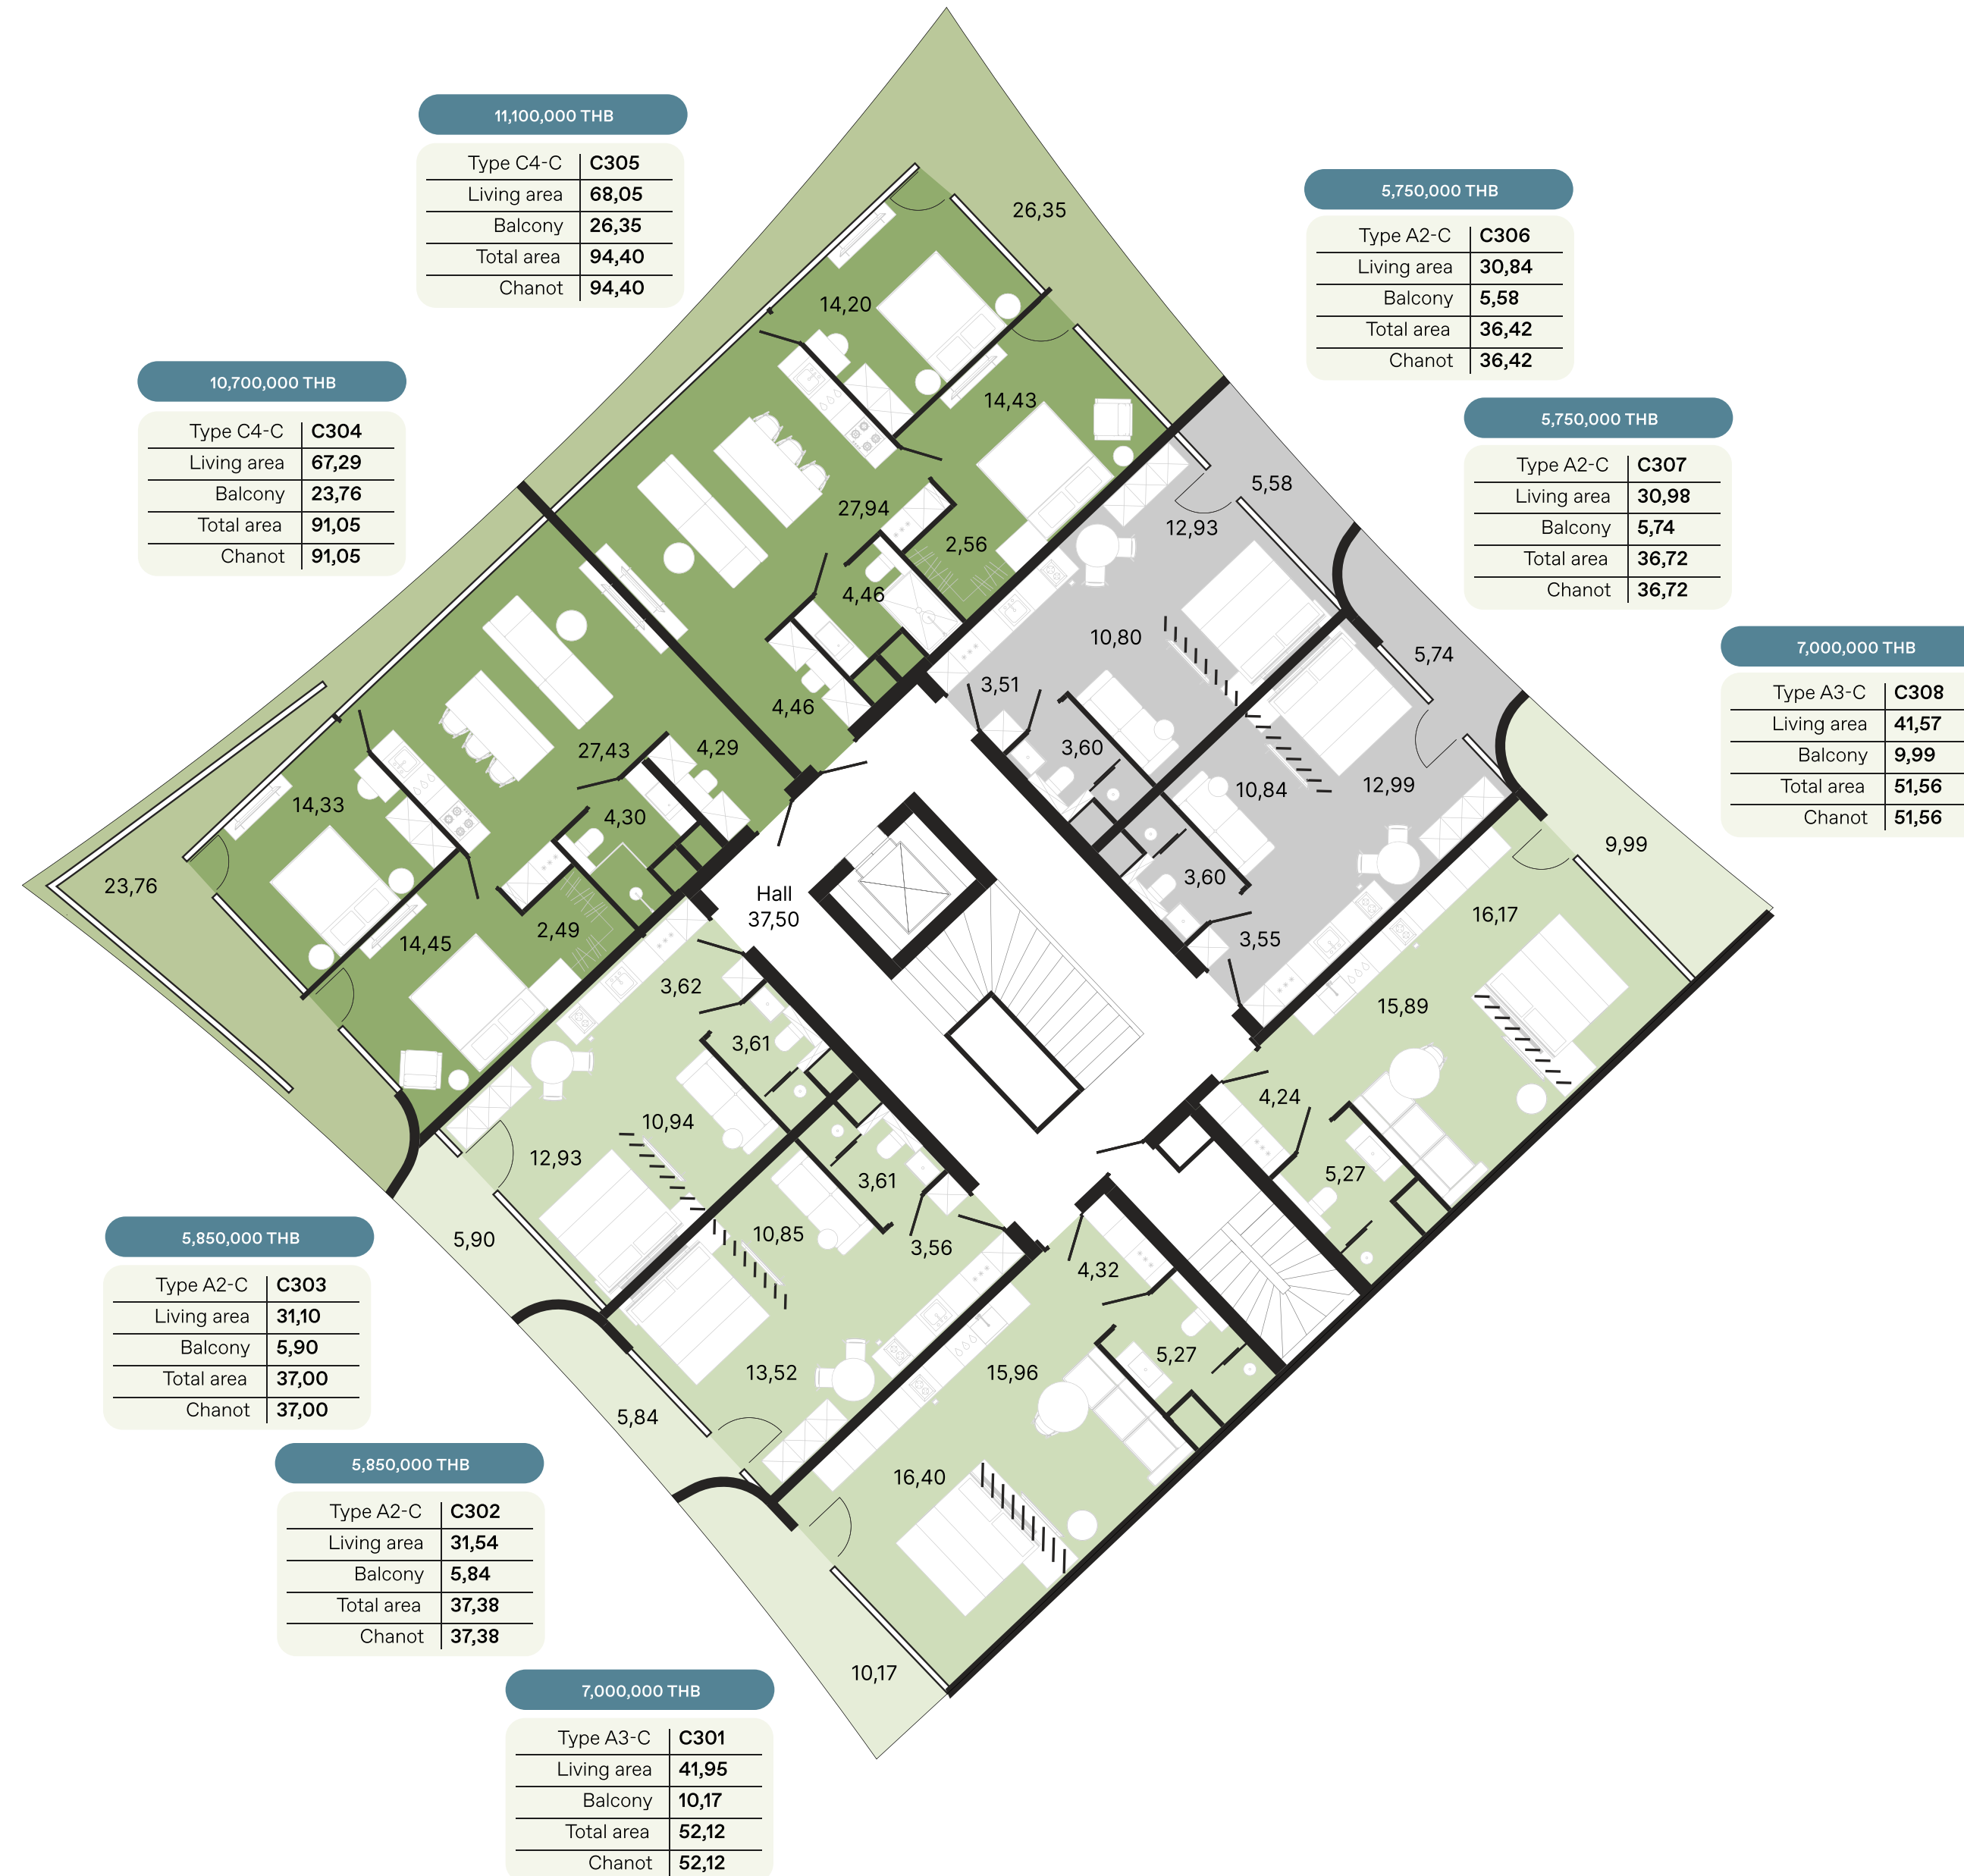 11,100,000 THB
Type C4-C C305
Living area 68,05
Balcony 26,35
Total area 94,40
Chanot 94,40
5,750,000 THB
Type A2-C C306
Living area 30,84
Balcony 5,58
Total area 36,42
Chanot 36,42
10,700,000 THB
Type C4-C C304
Living area 67,29
Balcony 23,76
Total area 91,05
Chanot 91,05
5,750,000 THB
Type A2-C C307
Living area 30,98
Balcony 5,74
Total area 36,72
Chanot 36,72
7,000,000 THB
Type A3-C C308
Living area 41,57
Balcony 9,99
Total area 51,56
Chanot 51,56
26,35
14,20
14,43
27,94
2,56
4,46
4,46
5,58
12,93
10,80
3,51
3,60
5,74
10,84
12,99
3,60
3,55
27,43
4,29
14,33
4,30
23,76
14,45
2,49
Hall
37,50
9,99
16,17
15,89
4,24
5,27
3,62
3,61
10,94
12,93
5,90
3,61
10,85
3,56
13,52
5,84
4,32
5,27
15,96
16,40
10,17
5,850,000 THB
Type A2-C C303
Living area 31,10
Balcony 5,90
Total area 37,00
Chanot 37,00
5,850,000 THB
Type A2-C C302
Living area 31,54
Balcony 5,84
Total area 37,38
Chanot 37,38
7,000,000 THB
Type A3-C C301
Living area 41,95
Balcony 10,17
Total area 52,12
Chanot 52,12